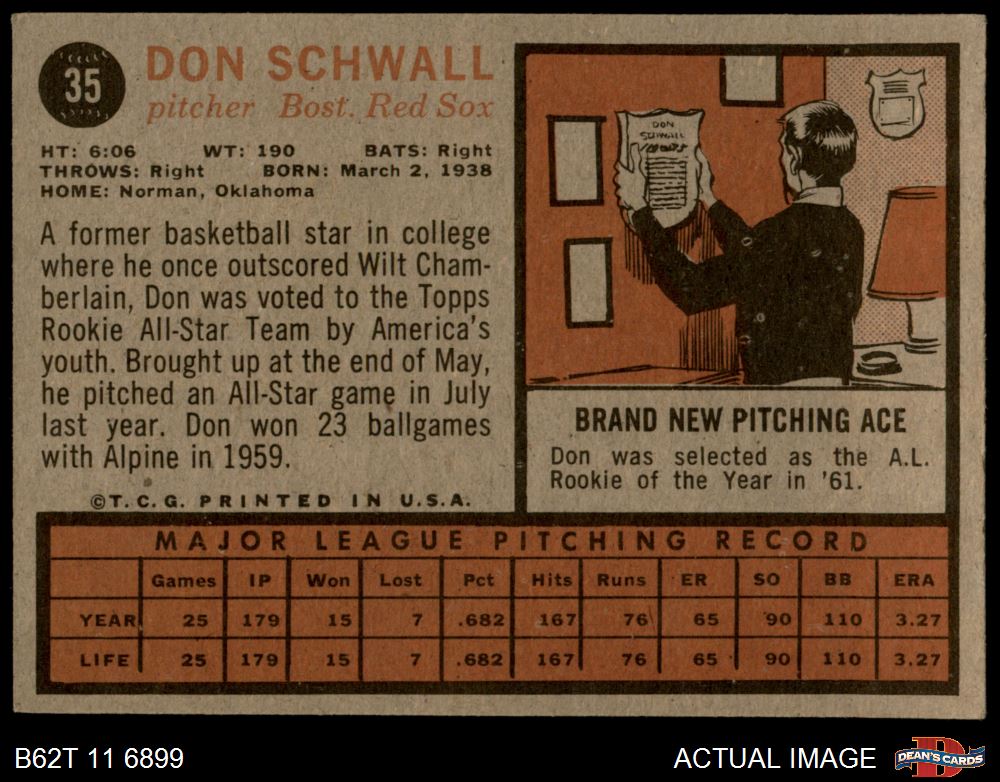 35
DON SCHWALL
pitcher Bost. Red Sox
HT: 6:06 WT: 190 BATS: Right
THROWS: Right BORN: March 2, 1938
HOME: Norman, Oklahoma
A former basketball star in college
where he once outscored Wilt Cham-
berlain, Don was voted to the Topps
Rookie All-Star Team by America's
youth. Brought up at the end of May,
he pitched an All-Star game in July
last year. Don won 23 ballgames
with Alpine in 1959.
©T.C.G. PRINTED IN U.S.A.
DON
SCHWALL
BRAND NEW PITCHING ACE
Don was selected as the A.L.
Rookie of the Year in '61.
MAJOR LEAGUE PITCHING RECORD
Games IP Won Lost Pct Hits Runs ER SO BB ERA
YEAR 25 179 15 7 .682 167 76 65 90 110 3.27
LIFE 25 179 15 7 .682 167 76 65 90 110 3.27
B62T 11 6899
ACTUAL IMAGE
D
DEAN'S CARDS